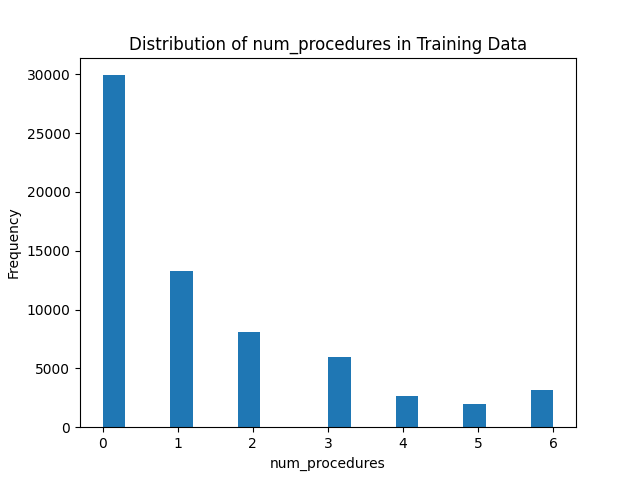 Distribution of num_procedures in Training Data
30000
25000
20000
15000
10000
5000
0
Frequency
0 1 2 3 4 5 6
num_procedures